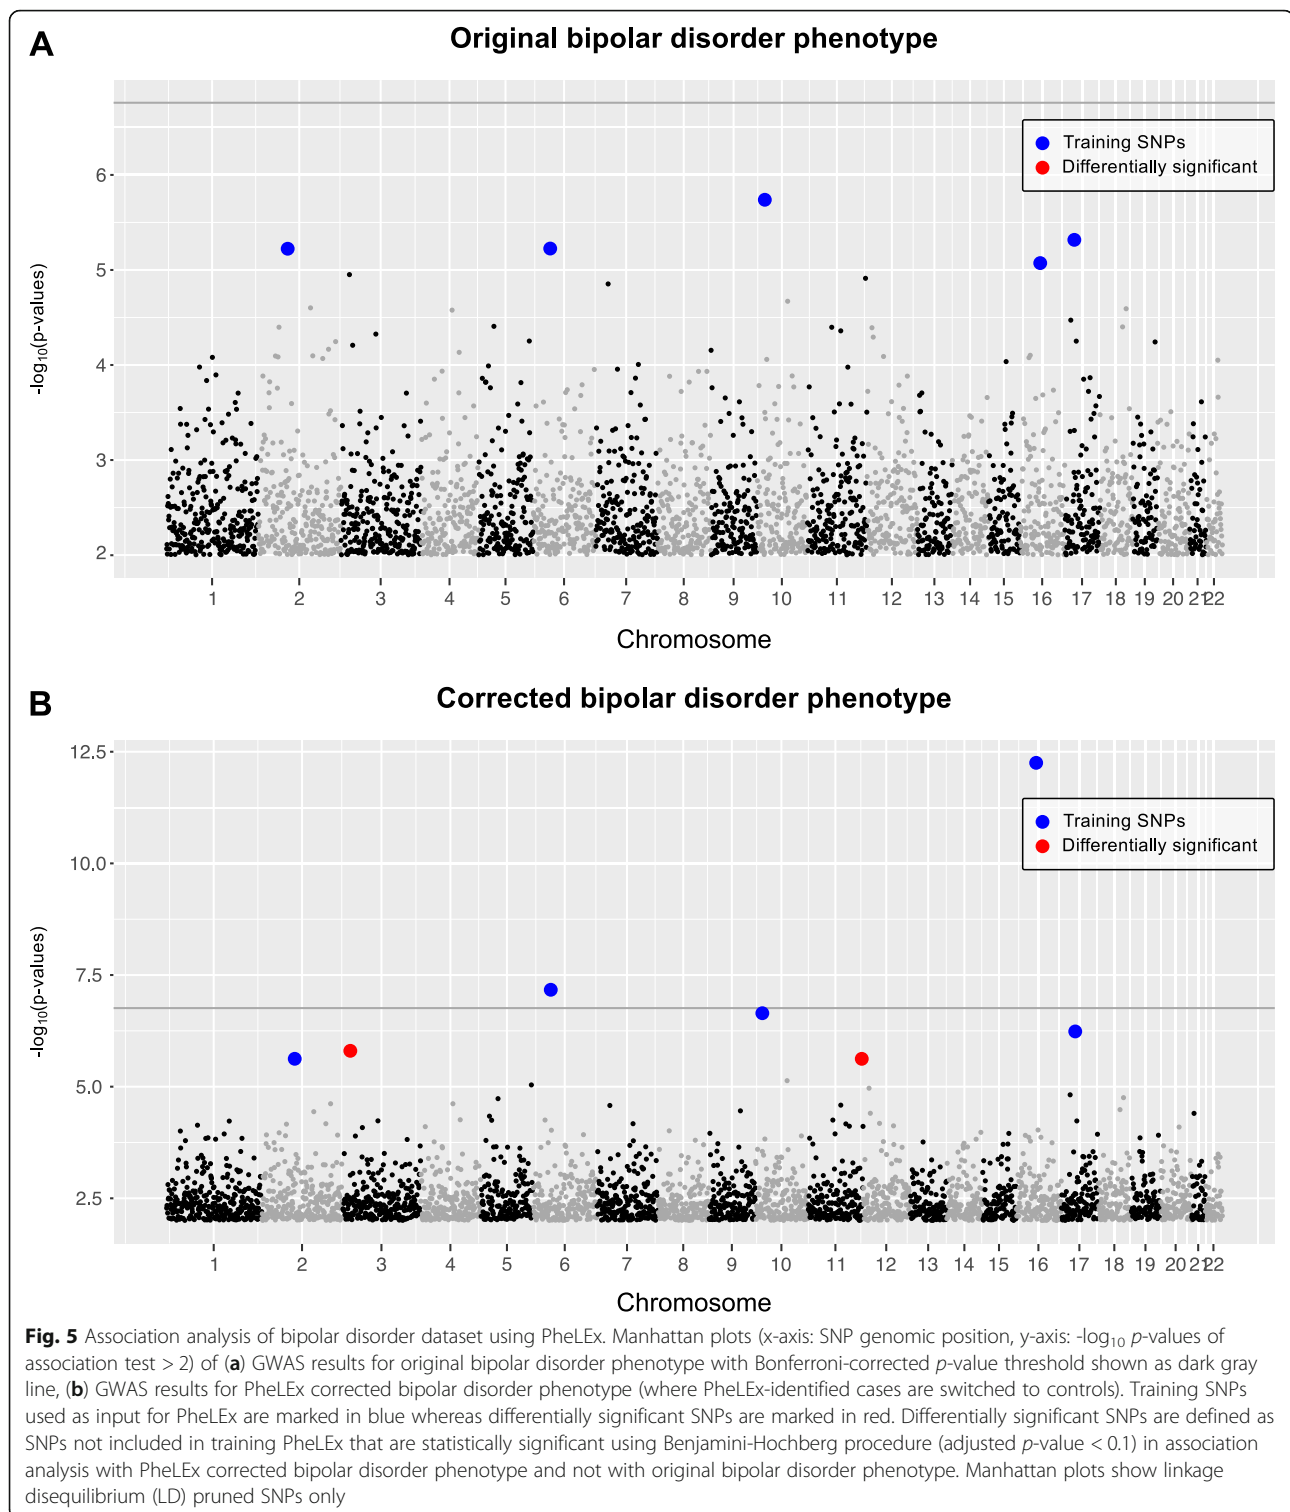 A
Original bipolar disorder phenotype
Training SNPs
Differentially significant
6
5
4
3
2
-log₁₀(p-values)
1 2 3 4 5 6 7 8 9 10 11 12 13 14 15 16 17 18 19 20 21 22
Chromosome
B
Corrected bipolar disorder phenotype
Training SNPs
Differentially significant
12.5
10.0
7.5
5.0
2.5
-log₁₀(p-values)
1 2 3 4 5 6 7 8 9 10 11 12 13 14 15 16 17 18 19 20 21 22
Chromosome
Fig. 5 Association analysis of bipolar disorder dataset using PheLEx. Manhattan plots (x-axis: SNP genomic position, y-axis: -log₁₀ p-values of
association test > 2) of (a) GWAS results for original bipolar disorder phenotype with Bonferroni-corrected p-value threshold shown as dark gray
line, (b) GWAS results for PheLEx corrected bipolar disorder phenotype (where PheLEx-identified cases are switched to controls). Training SNPs
used as input for PheLEx are marked in blue whereas differentially significant SNPs are marked in red. Differentially significant SNPs are defined as
SNPs not included in training PheLEx that are statistically significant using Benjamini-Hochberg procedure (adjusted p-value < 0.1) in association
analysis with PheLEx corrected bipolar disorder phenotype and not with original bipolar disorder phenotype. Manhattan plots show linkage
disequilibrium (LD) pruned SNPs only